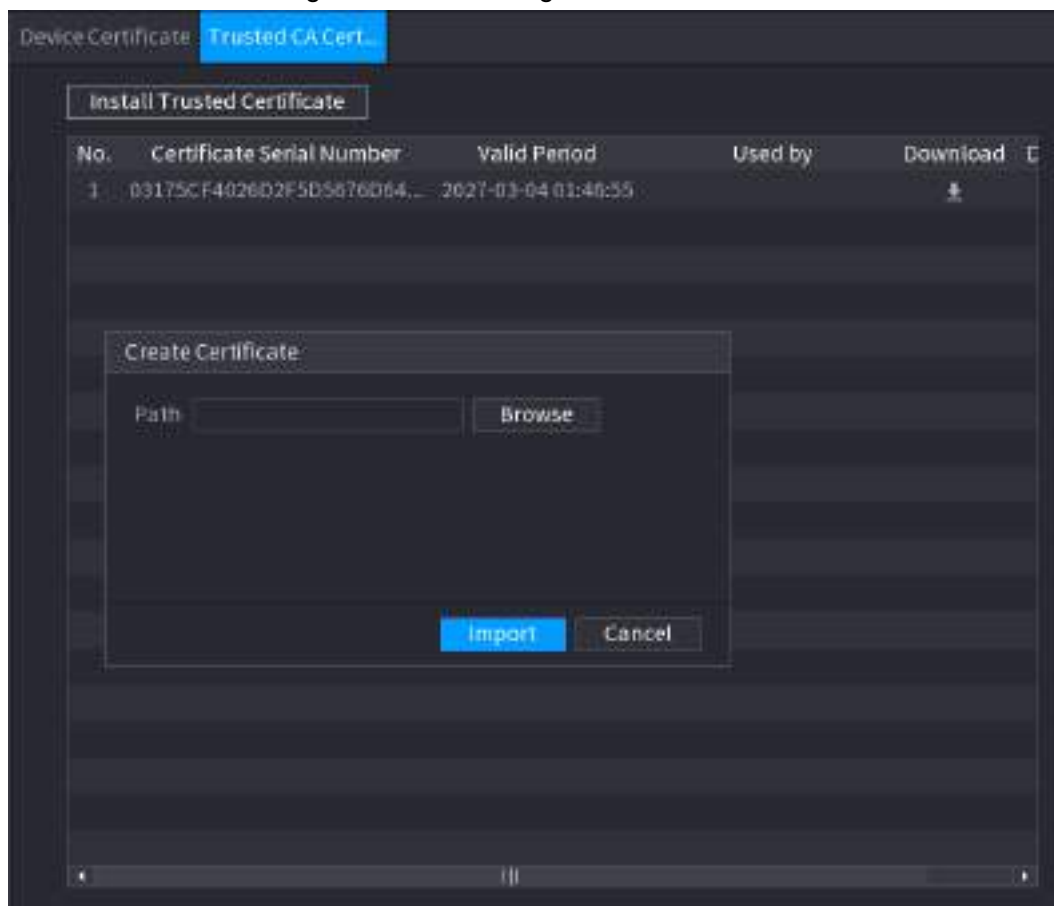 Device Certificate Trusted CA Cert...
Install Trusted Certificate
No. Certificate Serial Number Valid Period Used by Download D
1 03175CF4026D2F5D5676D64... 2027-03-04 01:46:55
Create Certificate
Path Browse
Import Cancel